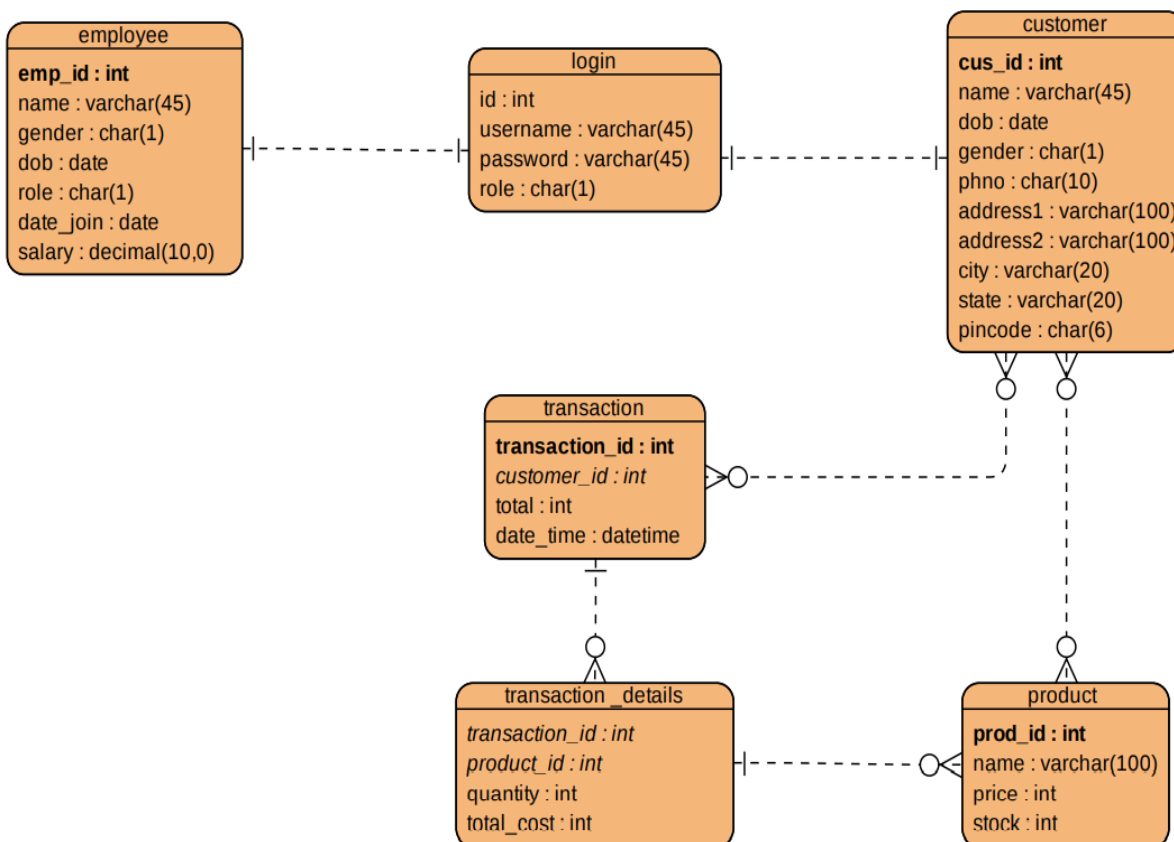 employee
emp_id : int
name : varchar(45)
gender : char(1)
dob : date
role : char(1)
date_join : date
salary : decimal(10,0)
login
id : int
username : varchar(45)
password : varchar(45)
role : char(1)
customer
cus_id : int
name : varchar(45)
dob : date
gender : char(1)
phno : char(10)
address1 : varchar(100)
address2 : varchar(100)
city : varchar(20)
state : varchar(20)
pincode : char(6)
transaction
transaction_id : int
customer_id : int
total : int
date_time : datetime
transaction _details
transaction_id : int
product_id : int
quantity : int
total_cost : int
product
prod_id : int
name : varchar(100)
price : int
stock : int